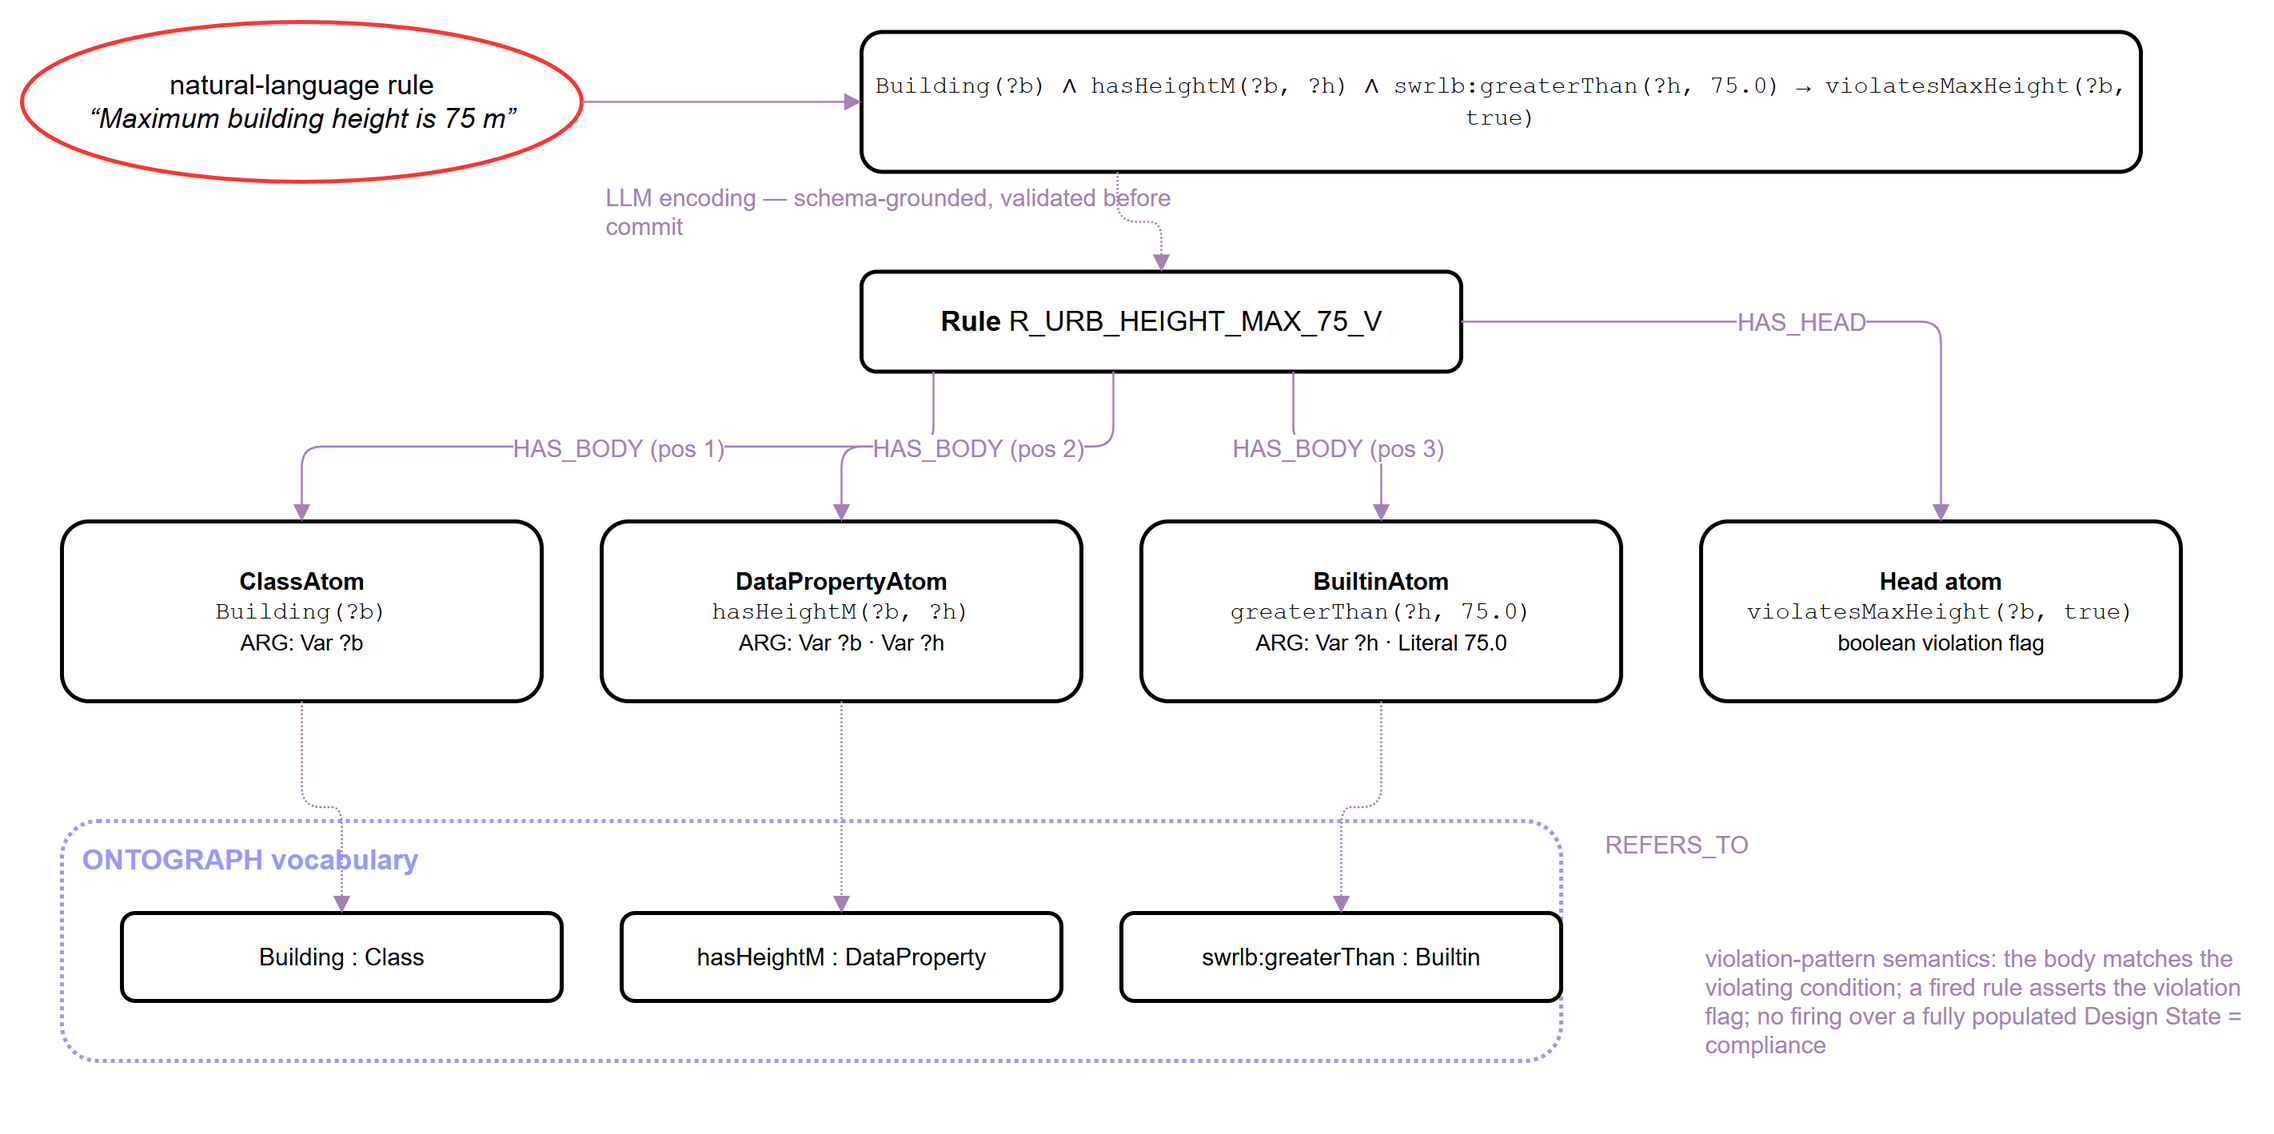 natural-language rule
“Maximum building height is 75 m”
Building(?b) ∧ hasHeightM(?b, ?h) ∧ swrlb:greaterThan(?h, 75.0) → violatesMaxHeight(?b,
true)
LLM encoding — schema-grounded, validated before
commit
Rule R_URB_HEIGHT_MAX_75_V
HAS_HEAD
HAS_BODY (pos 1)
HAS_BODY (pos 2)
HAS_BODY (pos 3)
ClassAtom
Building(?b)
ARG: Var ?b
DataPropertyAtom
hasHeightM(?b, ?h)
ARG: Var ?b · Var ?h
BuiltinAtom
greaterThan(?h, 75.0)
ARG: Var ?h · Literal 75.0
Head atom
violatesMaxHeight(?b, true)
boolean violation flag
ONTOGRAPH vocabulary
REFERS_TO
Building : Class
hasHeightM : DataProperty
swrlb:greaterThan : Builtin
violation-pattern semantics: the body matches the
violating condition; a fired rule asserts the violation
flag; no firing over a fully populated Design State =
compliance